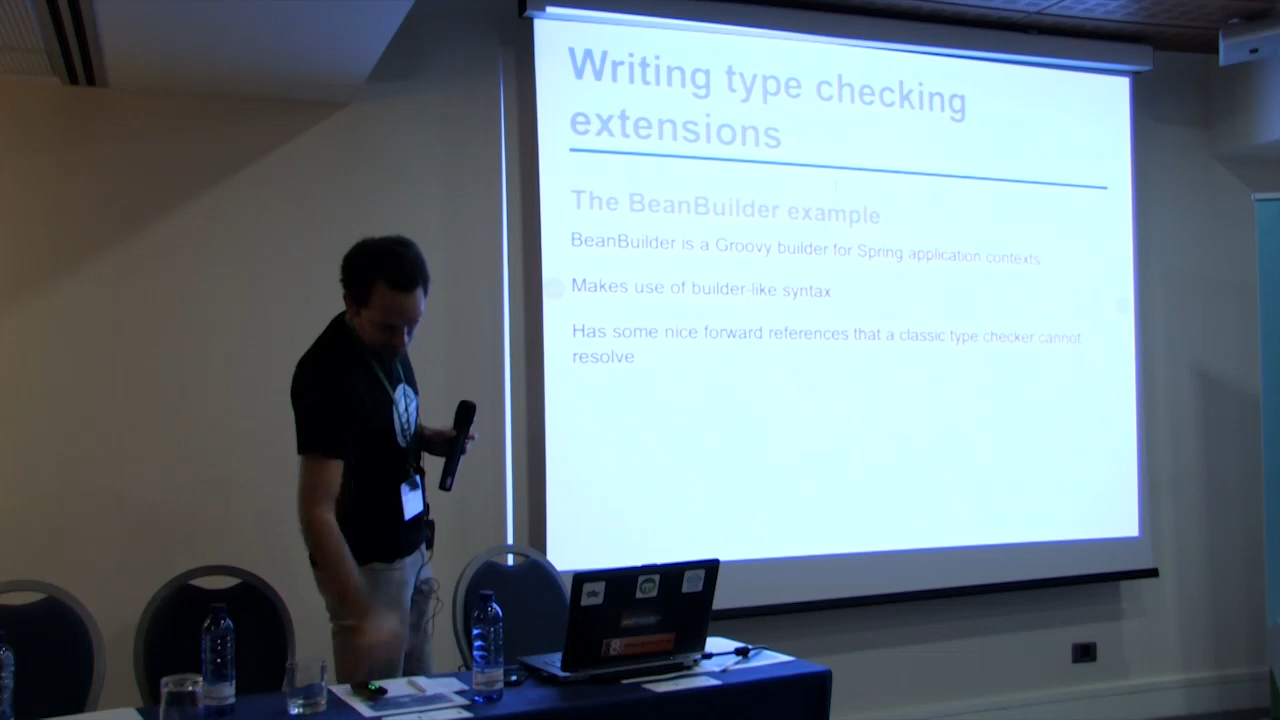 Writing type checking
extensions
The BeanBuilder example
BeanBuilder is a Groovy builder for Spring application contexts
Makes use of builder-like syntax
Has some nice forward references that a classic type checker cannot
resolve